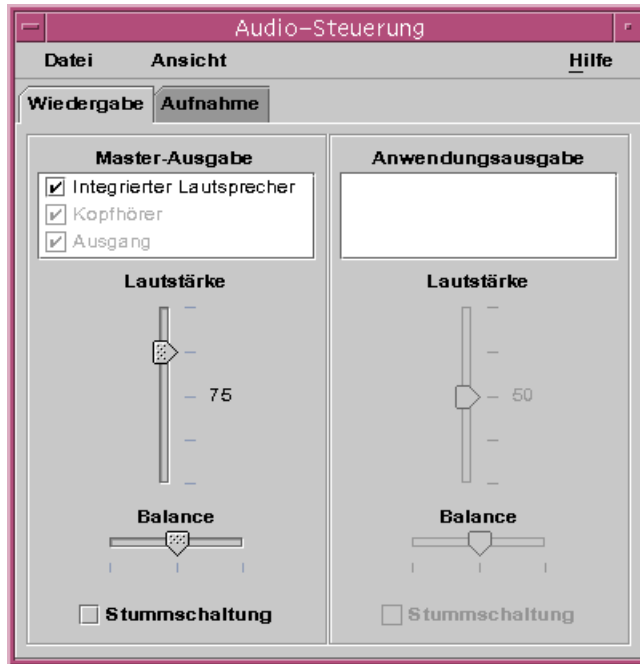 Audio-Steuerung
Datei Ansicht Hilfe
Wiedergabe Aufnahme
Master-Ausgabe
Integrierter Lautsprecher
Kopfhörer
Ausgang
Lautstärke
75
Balance
Stummschaltung
Anwendungsausgabe
Lautstärke
50
Balance
Stummschaltung